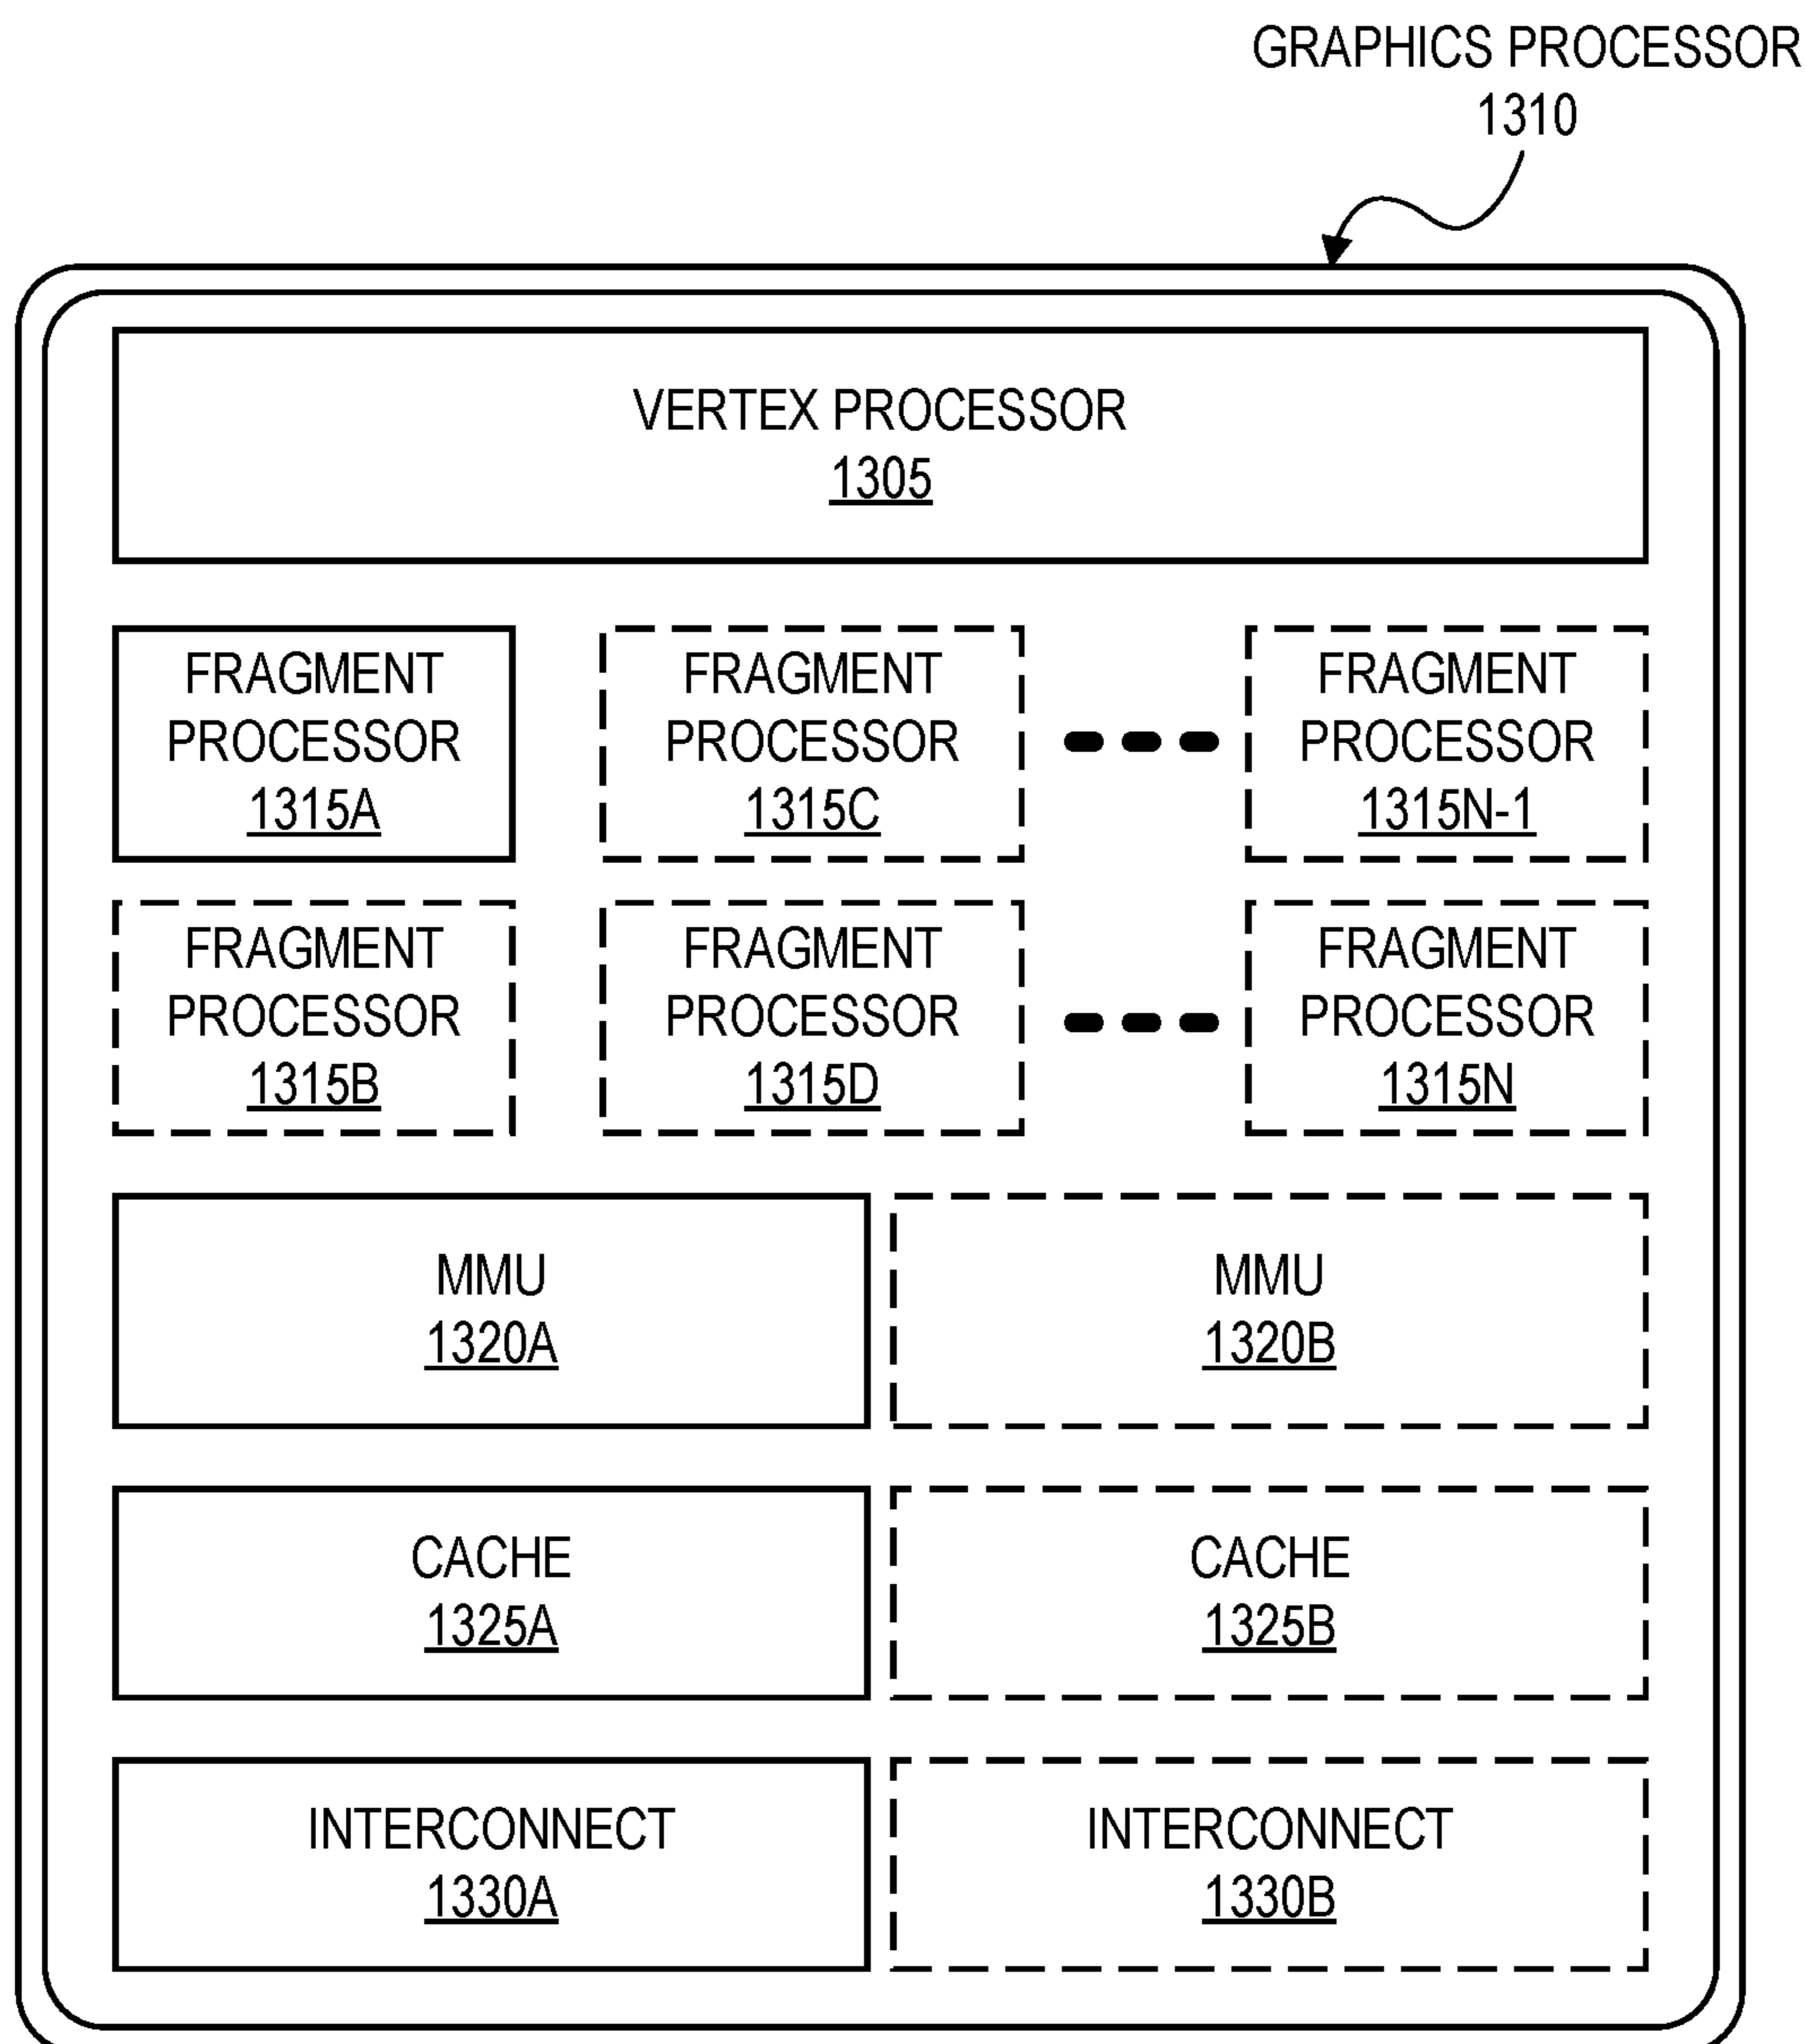 GRAPHICS PROCESSOR
1310
VERTEX PROCESSOR
1305
FRAGMENT
PROCESSOR
1315A
FRAGMENT
PROCESSOR
1315C
FRAGMENT
PROCESSOR
1315N-1
FRAGMENT
PROCESSOR
1315B
FRAGMENT
PROCESSOR
1315D
FRAGMENT
PROCESSOR
1315N
MMU
1320A
MMU
1320B
CACHE
1325A
CACHE
1325B
INTERCONNECT
1330A
INTERCONNECT
1330B